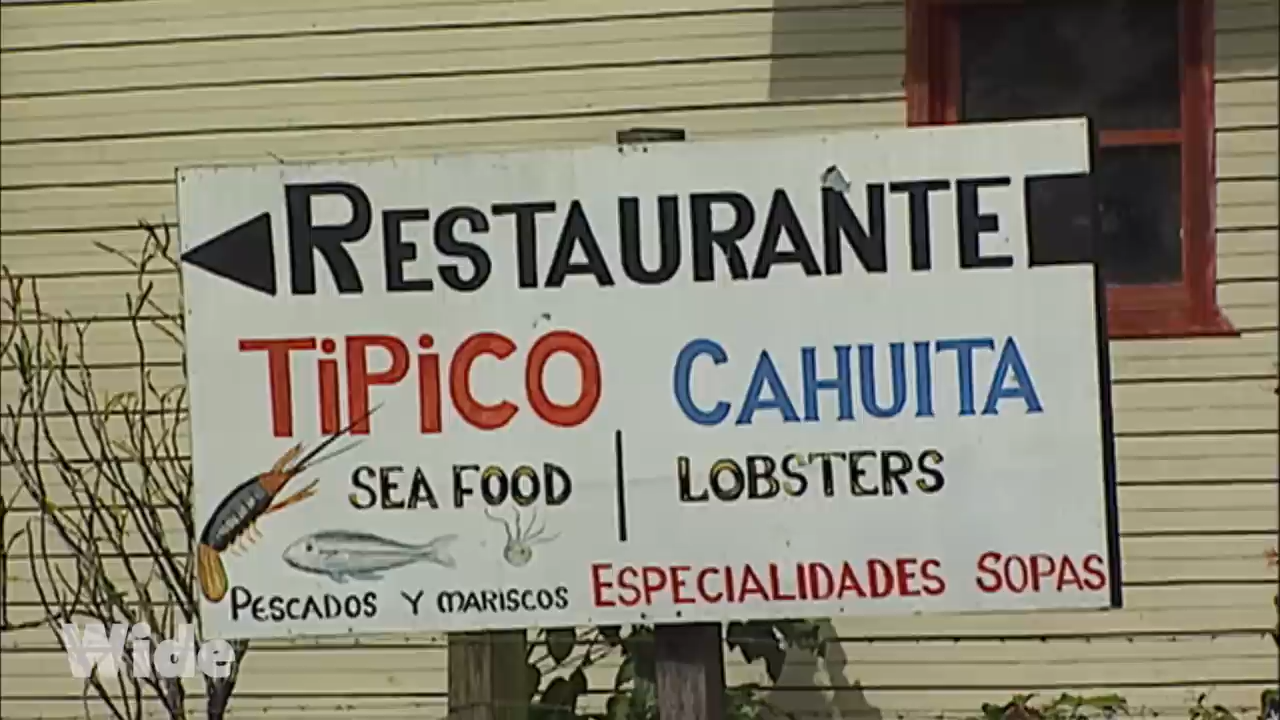 RESTAURANTE
TiPiCO CAHUITA
SEA FOOD | LOBSTERS
PESCADOS Y MARISCOS ESPECIALIDADES SOPAS
Wide